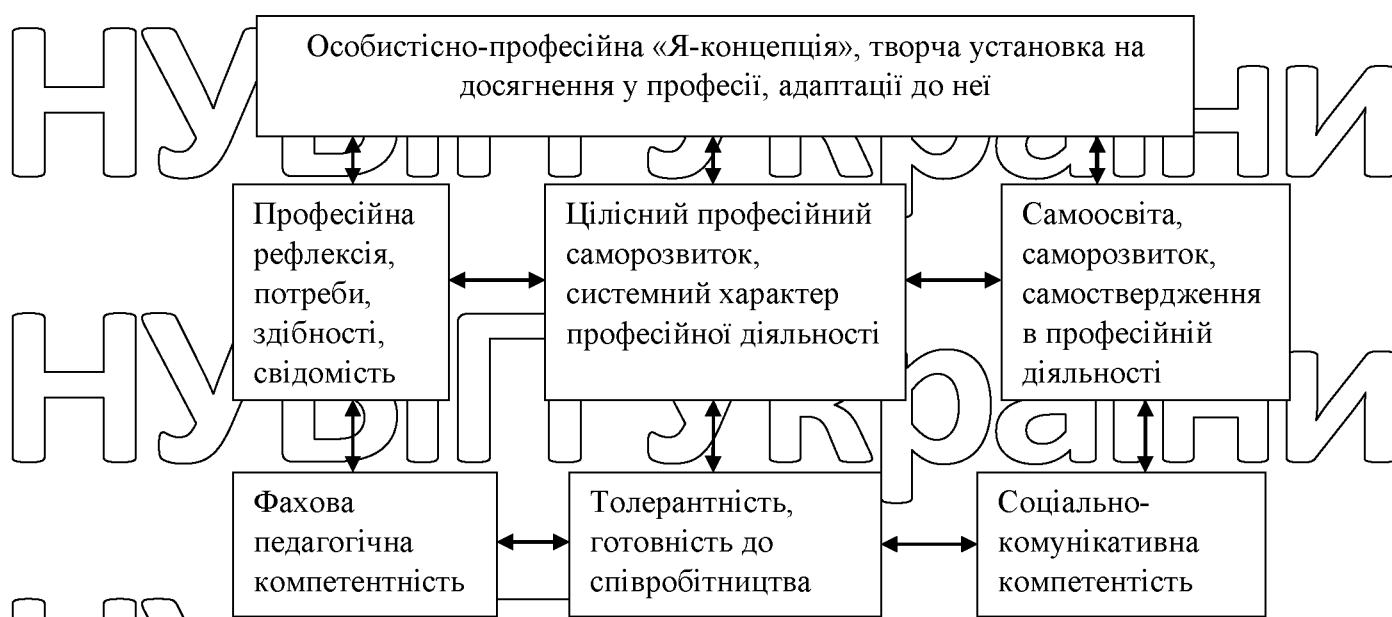 Особистісно-професійна «Я-концепція», творча установка на
досягнення у професії, адаптації до неї
Професійна
рефлексія,
потреби,
здібності,
свідомість
Цілісний професійний
саморозвиток,
системний характер
професійної діяльності
Самоосвіта,
саморозвиток,
самоствердження
в професійній
діяльності
Фахова
педагогічна
компетентність
Толерантність,
готовність до
співробітництва
Соціально-
комунікативна
компетентість